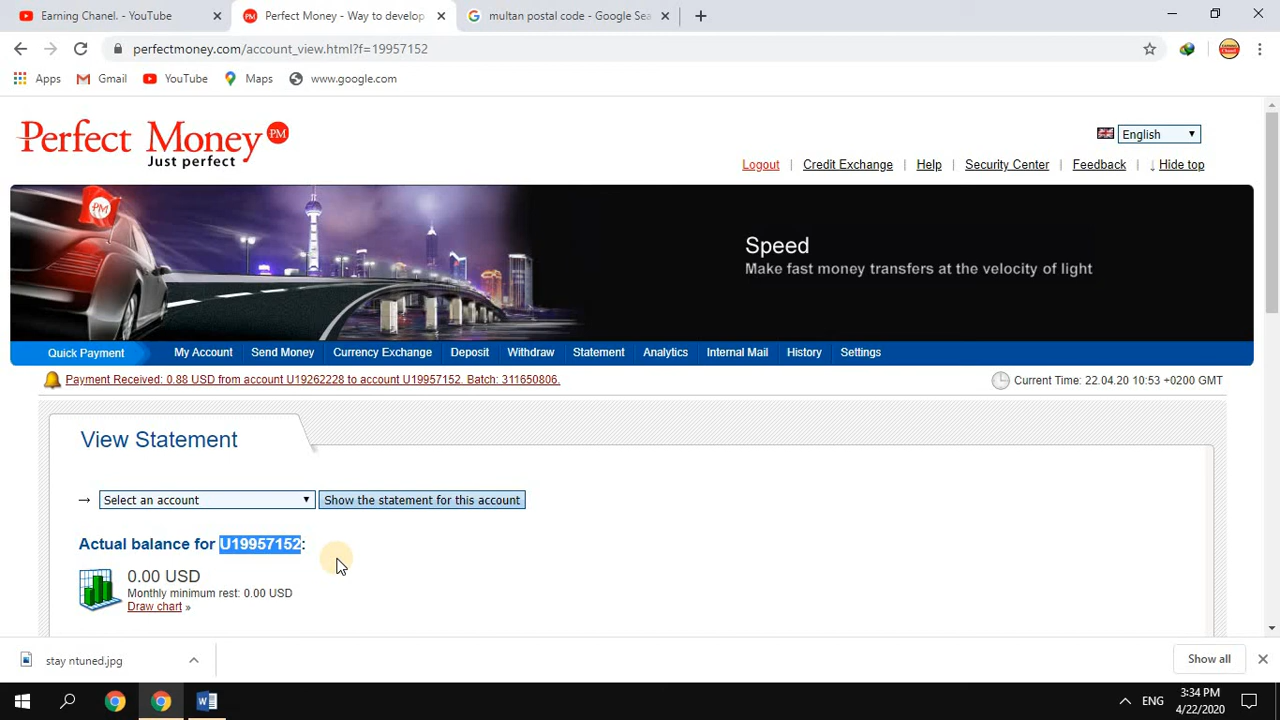 Earning Chanel. - YouTube
Perfect Money - Way to develop
multan postal code - Google Sea
perfectmoney.com/account_view.html?f=19957152
Apps Gmail YouTube Maps www.google.com
Perfect Money PM
Just perfect
English
Logout | Credit Exchange | Help | Security Center | Feedback | ↓ Hide top
PM
Speed
Make fast money transfers at the velocity of light
Quick Payment My Account Send Money Currency Exchange Deposit Withdraw Statement Analytics Internal Mail History Settings
Payment Received: 0.88 USD from account U19262228 to account U19957152. Batch: 311650806.
Current Time: 22.04.20 10:53 +0200 GMT
View Statement
→ Select an account Show the statement for this account
Actual balance for U19957152:
0.00 USD
Monthly minimum rest: 0.00 USD
Draw chart »
stay ntuned.jpg
Show all
ENG
3:34 PM
4/22/2020